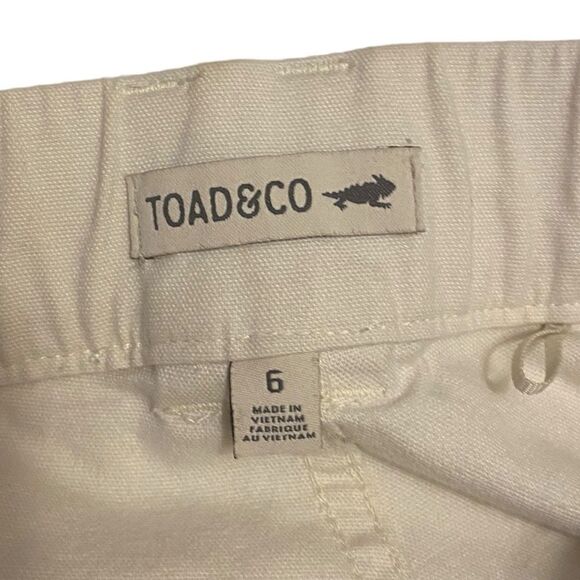 TOAD&CO
6
MADE IN
VIETNAM
FABRIQUE
AU VIETNAM